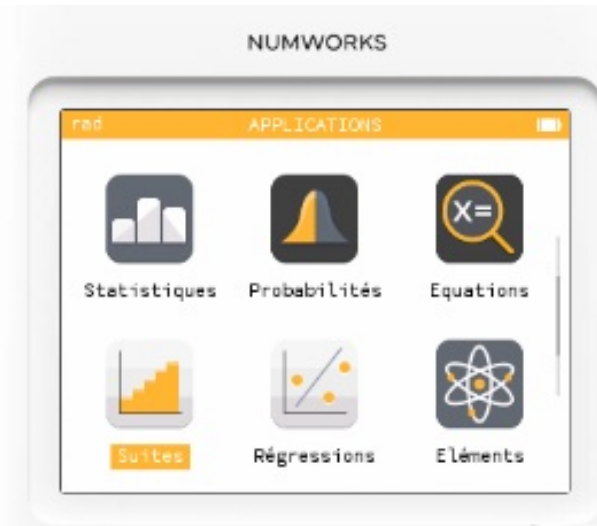 NUMWORKS
rad APPLICATIONS
X=
Statistiques Probabilités Equations
Suites Régressions Eléments